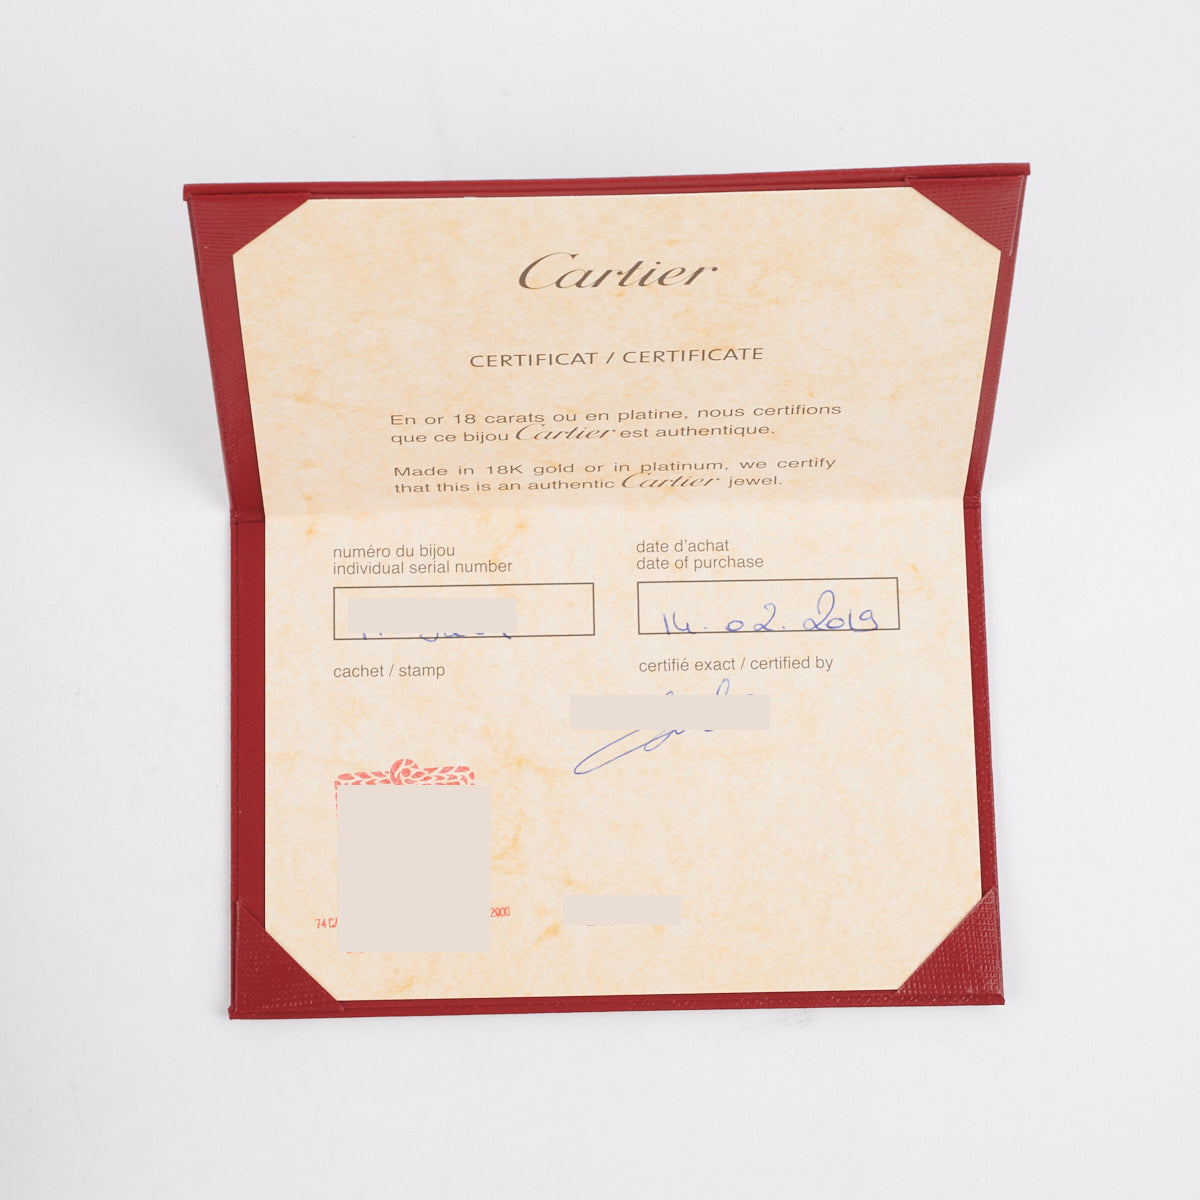 Cartier
CERTIFICAT / CERTIFICATE
En or 18 carats ou en platine, nous certifions
que ce bijou Cartier est authentique.
Made in 18K gold or in platinum, we certify
that this is an authentic Cartier jewel.
numéro du bijou
individual serial number
date d'achat
date of purchase
14.02.2019
cachet / stamp
certifié exact / certified by
74 2000